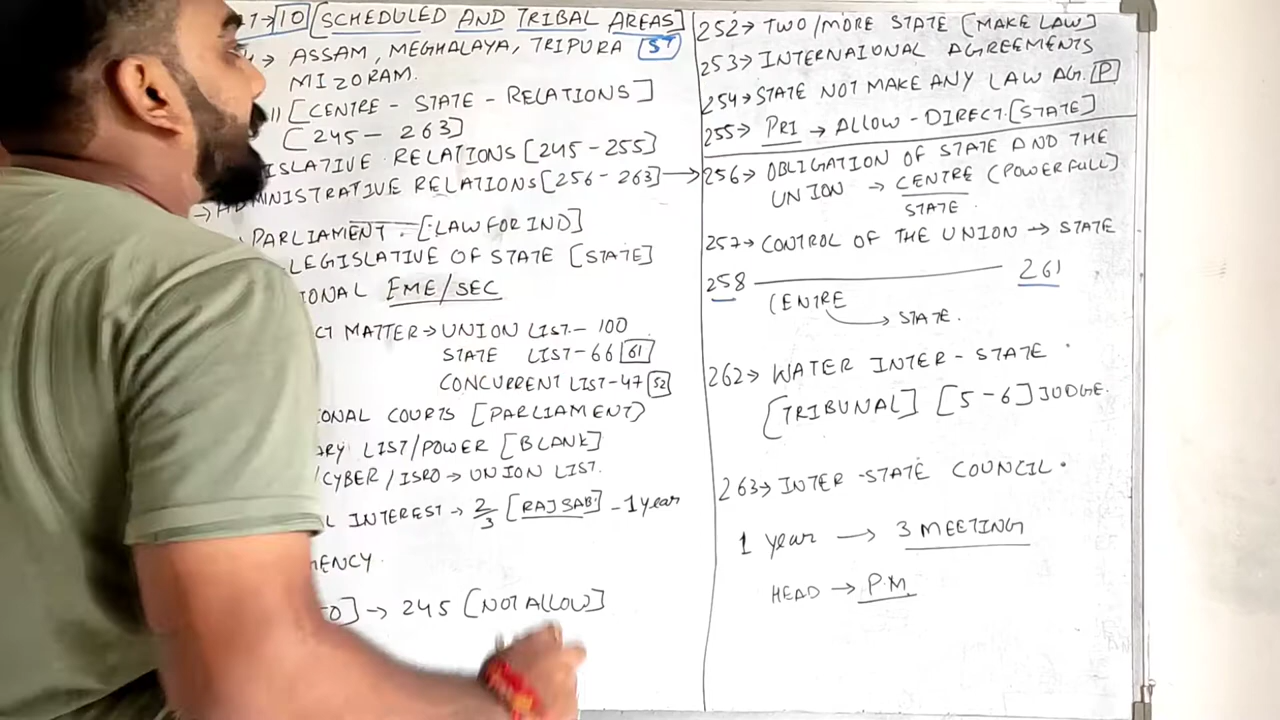 10 [SCHEDULED AND TRIBAL AREAS]
→ ASSAM, MEGHALAYA, TRIPURA [ST]
MIZORAM.
11 [CENTRE - STATE - RELATIONS]
[245 - 263]
ISLATIVE RELATIONS [245 - 255]
→ ADMINISTRATIVE RELATIONS [256 - 263] →
PARLIAMENT. [LAW FOR IND]
LEGISLATIVE OF STATE [STATE]
IONAL EME/SEC
CT MATTER → UNION LIST - 100
STATE LIST - 66 [61]
CONCURRENT LIST - 47 [52]
IONAL COURTS [PARLIAMENT]
ARY LIST/POWER [BLANK]
/CYBER / ISRO → UNION LIST.
L INTEREST → 2/3 [RAJ SAB] - 1 year
ENCY.
0] → 245 [NOT ALLOW]
252 → TWO/MORE STATE [MAKE LAW]
253 → INTERNAIONAL AGREEMENTS
254 → STATE NOT MAKE ANY LAW AG. [P]
255 → PRI → ALLOW - DIRECT. [STATE]
256 → OBLIGATION OF STATE AND THE
UNION → CENTRE (POWERFULL)
STATE
257 → CONTROL OF THE UNION → STATE
258 — 261
CENTRE
→ STATE.
262 → WATER INTER - STATE
[TRIBUNAL] [5 - 6] JUDGE.
263 → INTER - STATE COUNCIL.
1 year → 3 MEETING
HEAD → P.M.